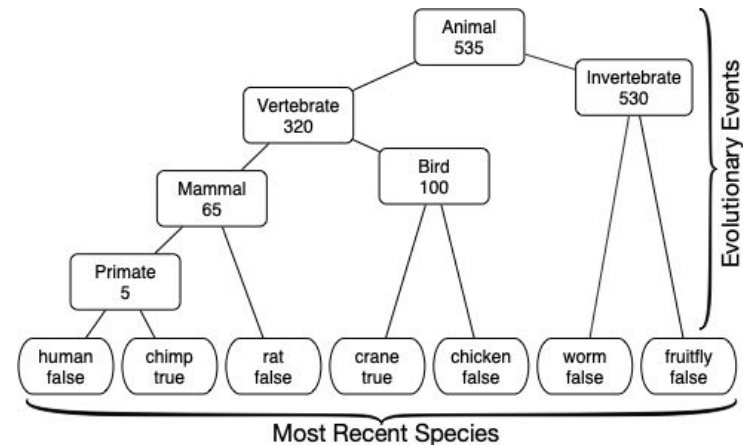 Animal
535
Invertebrate
530
Vertebrate
320
Bird
100
Mammal
65
Primate
5
human
false
chimp
true
rat
false
crane
true
chicken
false
worm
false
fruitfly
false
Evolutionary Events
Most Recent Species